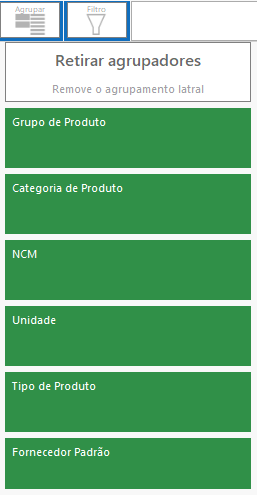 Agrupar
Filtro
Retirar agrupadores
Remove o agrupamento latral
Grupo de Produto
Categoria de Produto
NCM
Unidade
Tipo de Produto
Fornecedor Padrão